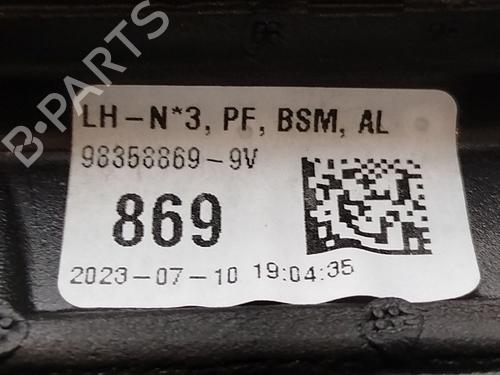 B-PARTS
LH-N*3, PF, BSM, AL
98358869-9V
869
2023-07-10 19:04:35